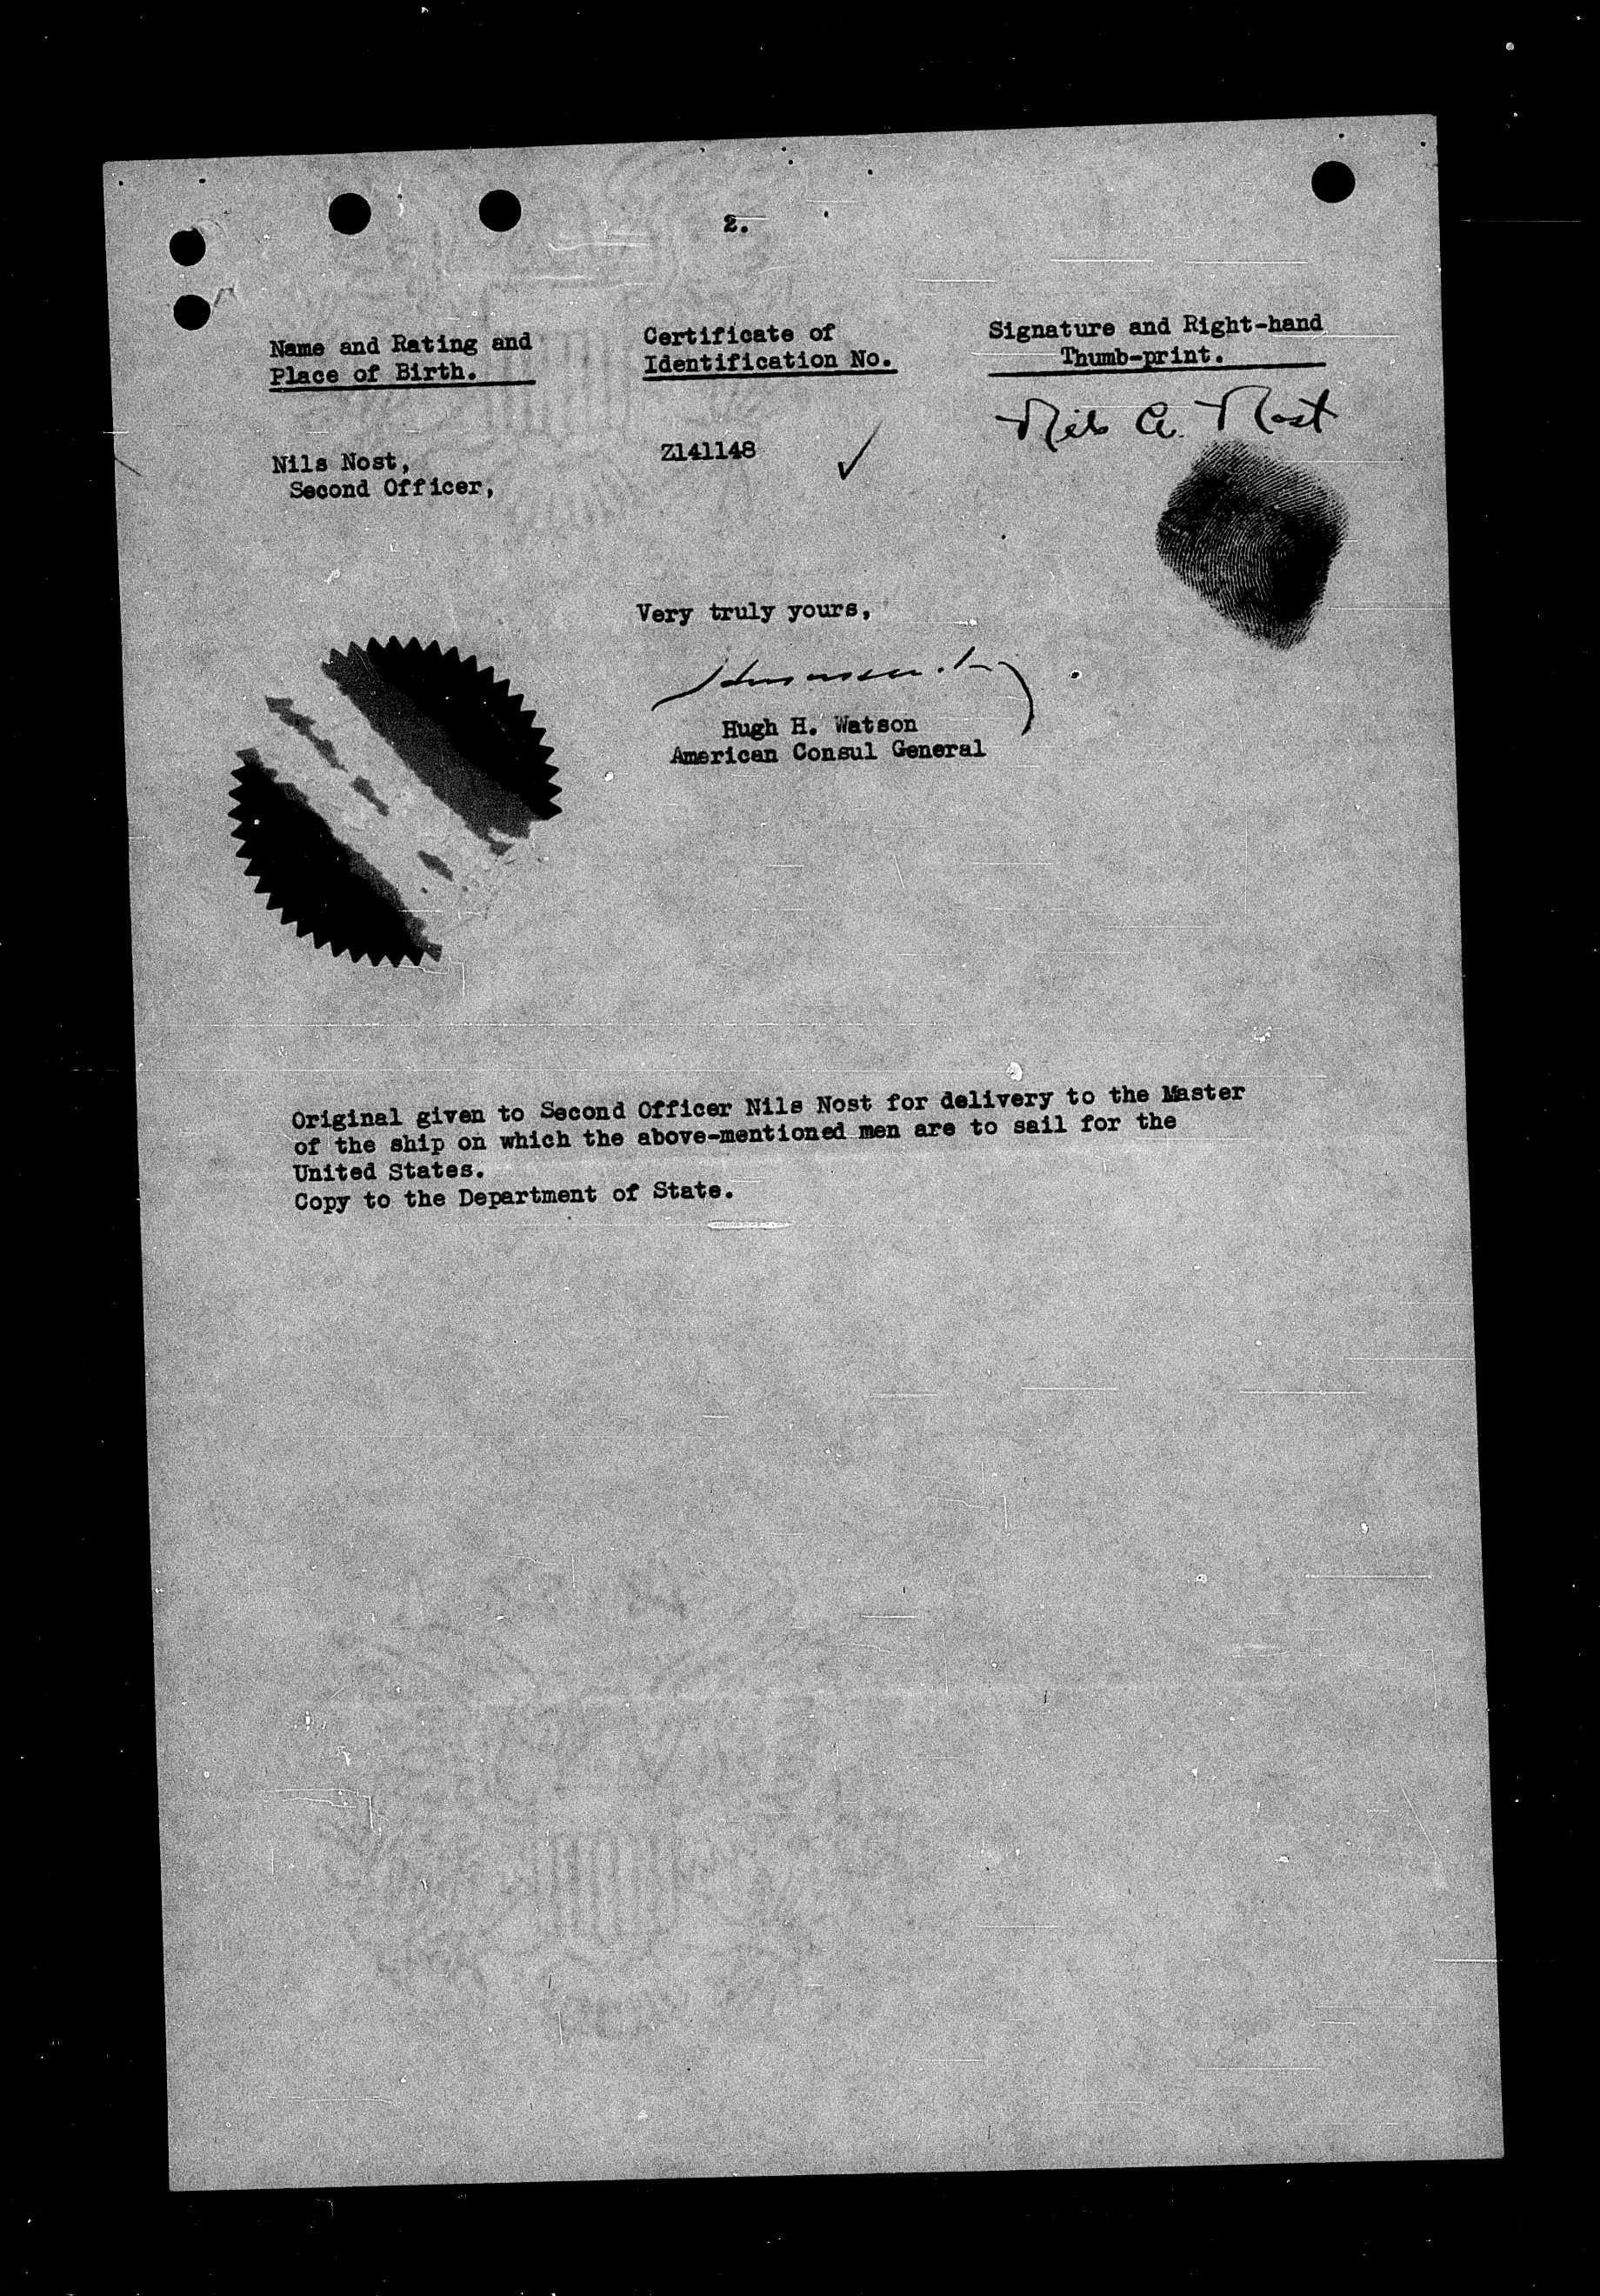 2.
Name and Rating and
Place of Birth.
Certificate of
Identification No.
Signature and Right-hand
Thumb-print.
Nils Nost,
Second Officer,
Z141148
Nils A. Nost
Very truly yours,
Hugh H. Watson
American Consul General
Original given to Second Officer Nils Nost for delivery to the Master
of the ship on which the above-mentioned men are to sail for the
United States.
Copy to the Department of State.